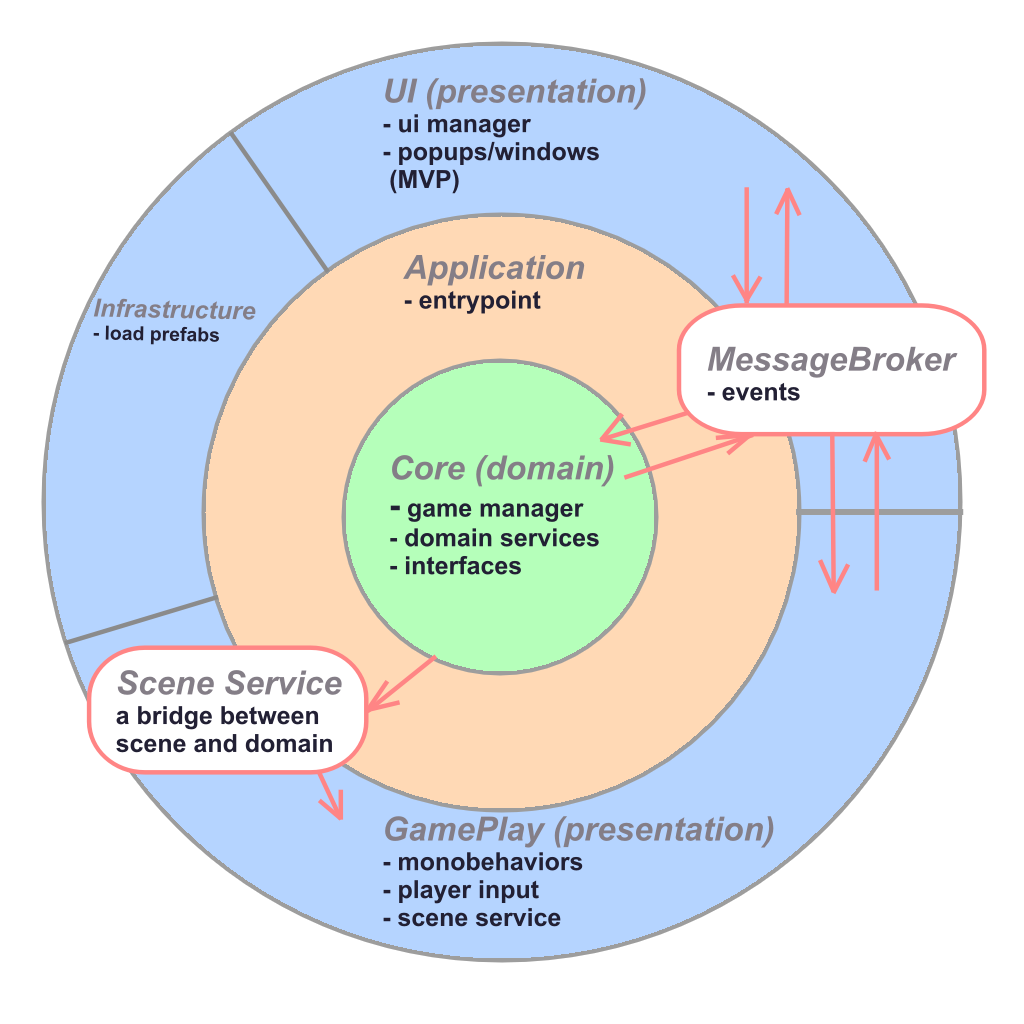 UI (presentation)
- ui manager
- popups/windows
(MVP)
Application
- entrypoint
Infrastructure
- load prefabs
MessageBroker
- events
Core (domain)
- game manager
- domain services
- interfaces
Scene Service
a bridge between
scene and domain
GamePlay (presentation)
- monobehaviors
- player input
- scene service